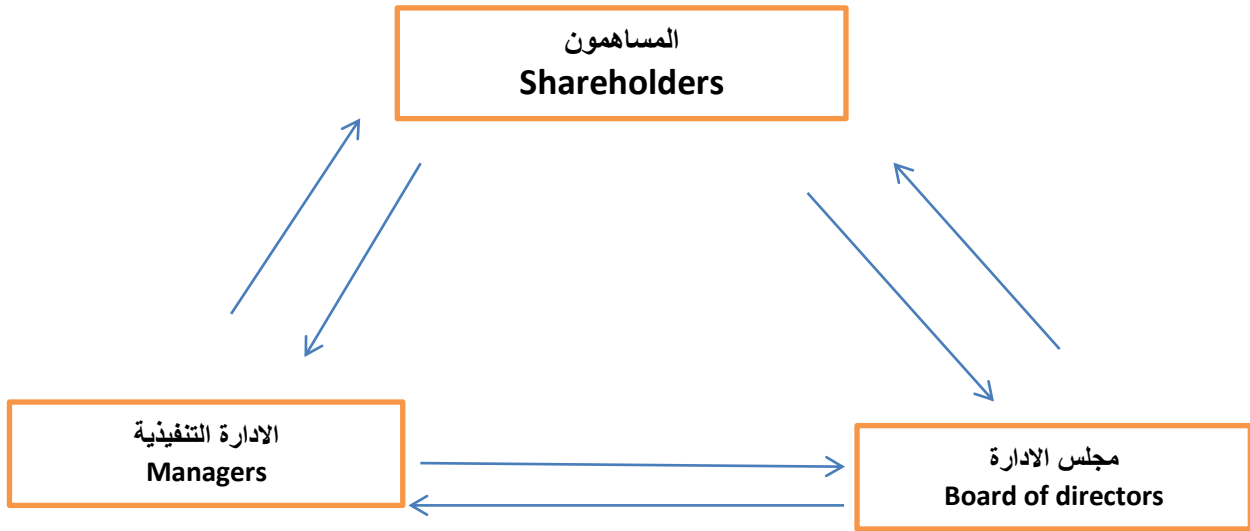 المساهمون
Shareholders
الادارة التنفيذية
Managers
مجلس الادارة
Board of directors